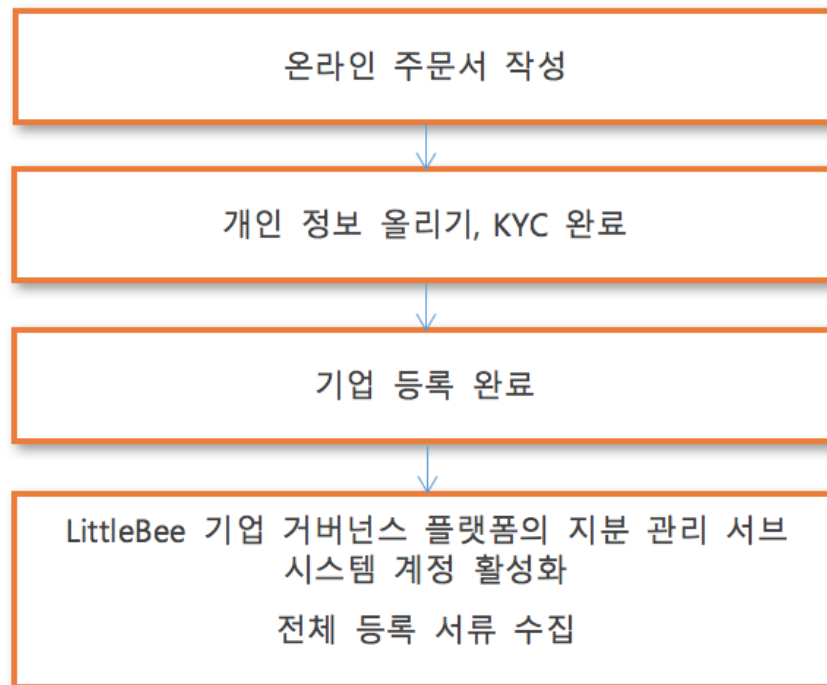 온라인 주문서 작성
개인 정보 올리기, KYC 완료
기업 등록 완료
LittleBee 기업 거버넌스 플랫폼의 지분 관리 서브
시스템 계정 활성화
전체 등록 서류 수집